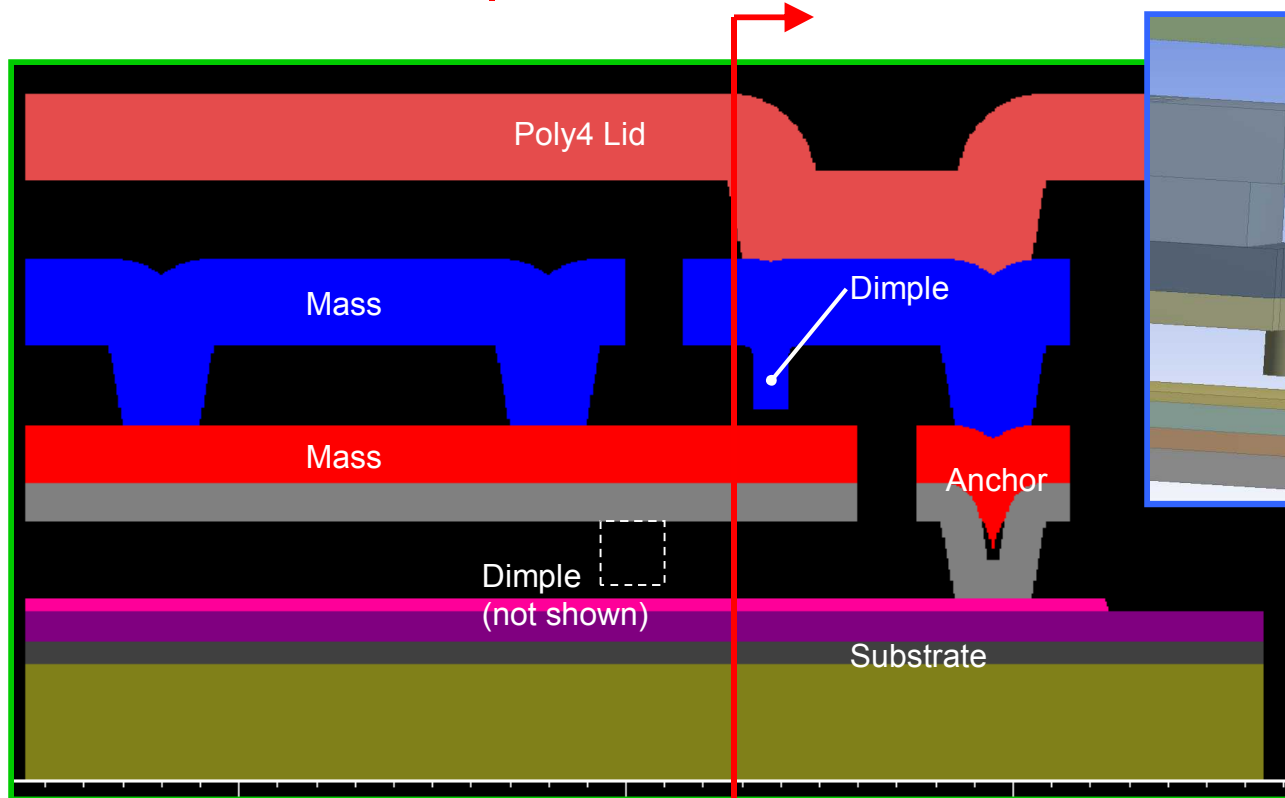 Poly4 Lid
Mass
Dimple
Mass
Anchor
Dimple
(not shown)
Substrate